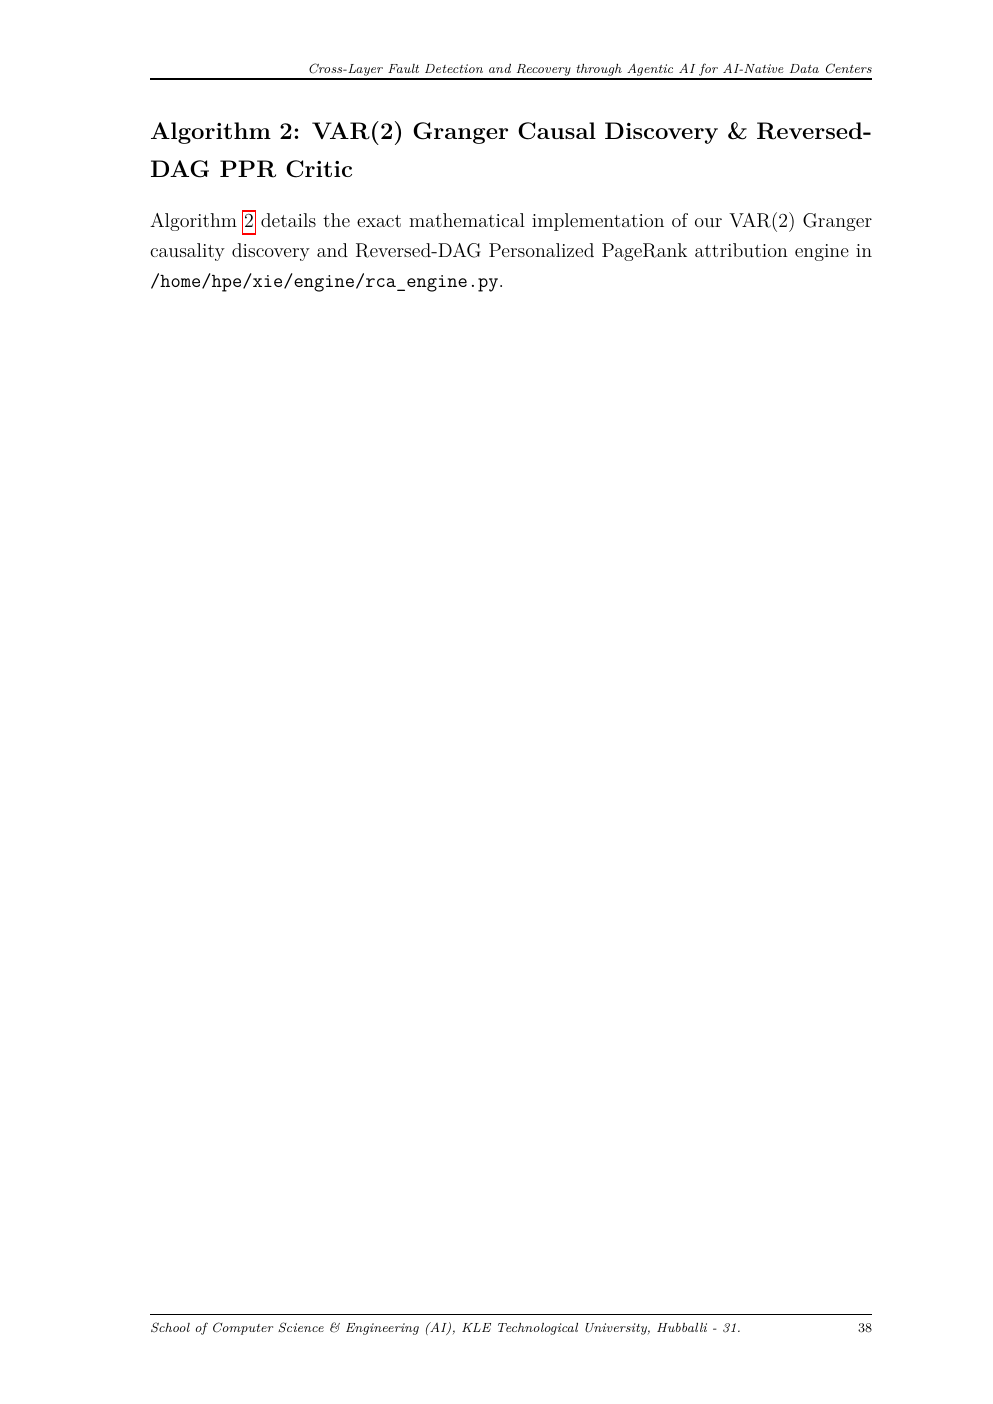 Cross-Layer Fault Detection and Recovery through Agentic AI for AI-Native Data Centers
Algorithm 2: VAR(2) Granger Causal Discovery & Reversed-
DAG PPR Critic
Algorithm 2 details the exact mathematical implementation of our VAR(2) Granger
causality discovery and Reversed-DAG Personalized PageRank attribution engine in
/home/hpe/xie/engine/rca_engine.py.
School of Computer Science & Engineering (AI), KLE Technological University, Hubballi - 31. 38